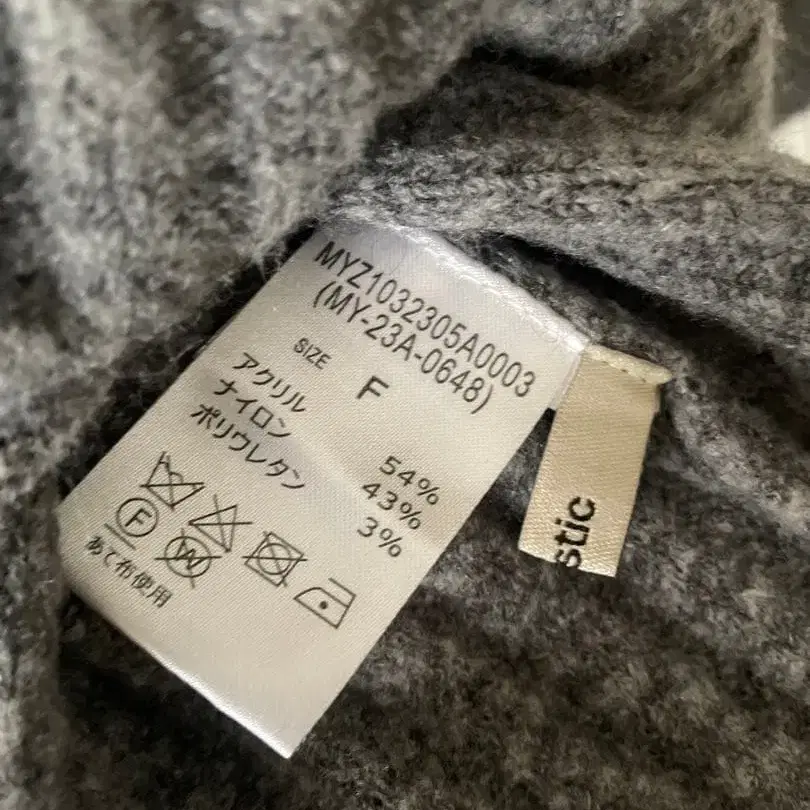 MYZ1032305A0003
(MY-23A-0648)
SIZE F
アクリル 54%
ナイロン 43%
ポリウレタン 3%
F W
あて布使用
stic